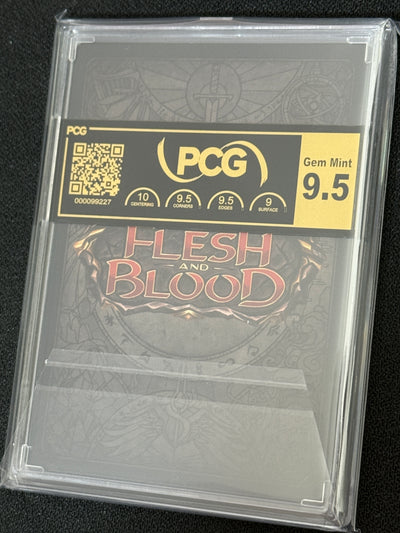 PCG
000099227
PCG
10
CENTERING
9.5
CORNERS
9.5
EDGES
9
SURFACE
Gem Mint
9.5
FLESH
AND
BLOOD